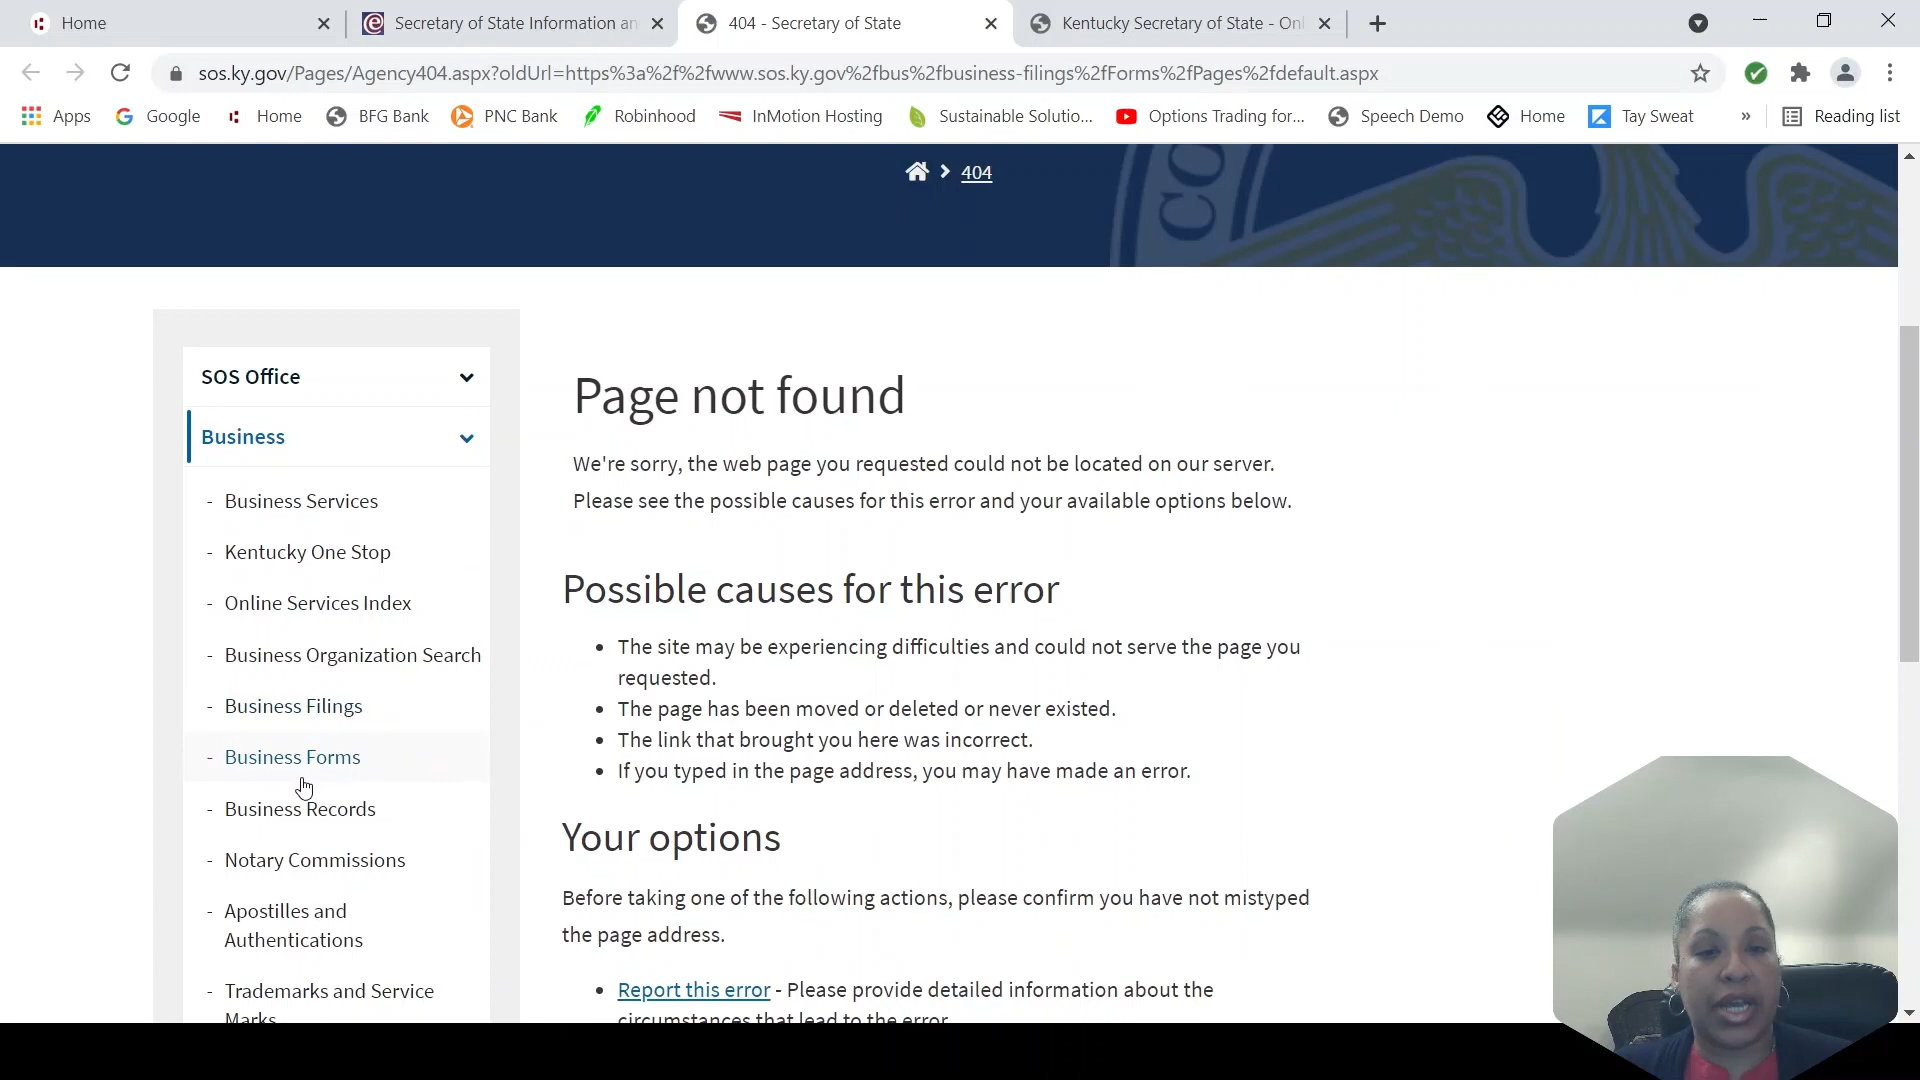 Home
Secretary of State Information an
404 - Secretary of State
Kentucky Secretary of State - Onl
sos.ky.gov/Pages/Agency404.aspx?oldUrl=https%3a%2f%2fwww.sos.ky.gov%2fbus%2fbusiness-filings%2fForms%2fPages%2fdefault.aspx
Apps Google Home BFG Bank PNC Bank Robinhood InMotion Hosting Sustainable Solutio... Options Trading for... Speech Demo Home Tay Sweat » Reading list
404
CO
SOS Office
Business
- Business Services
- Kentucky One Stop
- Online Services Index
- Business Organization Search
- Business Filings
- Business Forms
- Business Records
- Notary Commissions
- Apostilles and
Authentications
- Trademarks and Service
Marks
Page not found
We're sorry, the web page you requested could not be located on our server.
Please see the possible causes for this error and your available options below.
Possible causes for this error
• The site may be experiencing difficulties and could not serve the page you
requested.
• The page has been moved or deleted or never existed.
• The link that brought you here was incorrect.
• If you typed in the page address, you may have made an error.
Your options
Before taking one of the following actions, please confirm you have not mistyped
the page address.
• Report this error - Please provide detailed information about the
circumstances that lead to the error